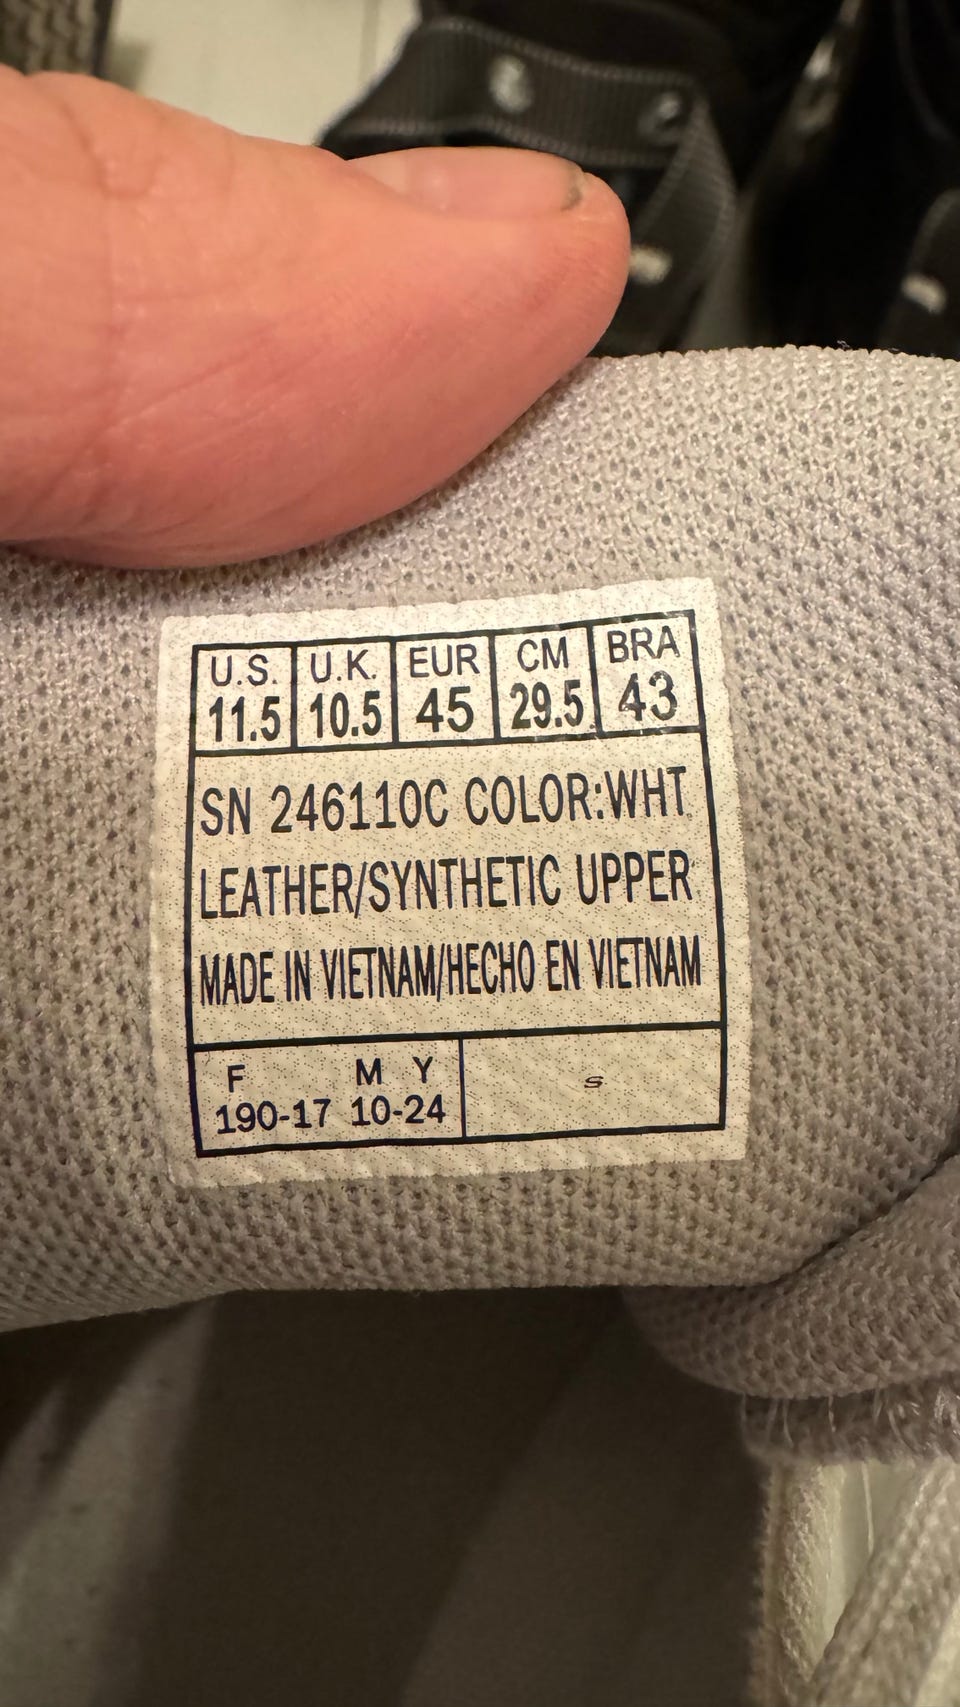 U.S. U.K. EUR CM BRA
11.5 10.5 45 29.5 43
SN 246110C COLOR:WHT
LEATHER/SYNTHETIC UPPER
MADE IN VIETNAM/HECHO EN VIETNAM
F M Y
190-17 10-24
S